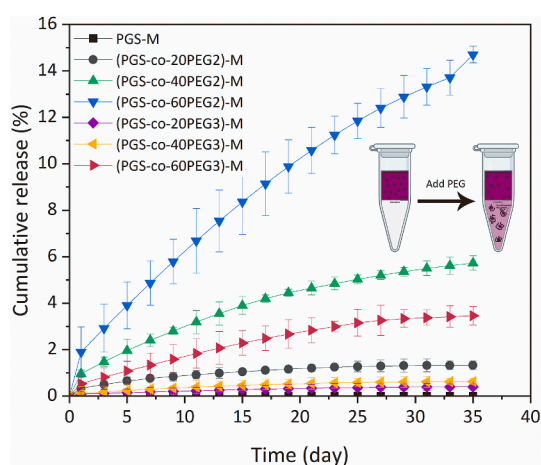 16
14
12
10
8
6
4
2
0
Cumulative release (%)
PGS-M
(PGS-co-20PEG2)-M
(PGS-co-40PEG2)-M
(PGS-co-60PEG2)-M
(PGS-co-20PEG3)-M
(PGS-co-40PEG3)-M
(PGS-co-60PEG3)-M
Add PEG
0 5 10 15 20 25 30 35 40
Time (day)